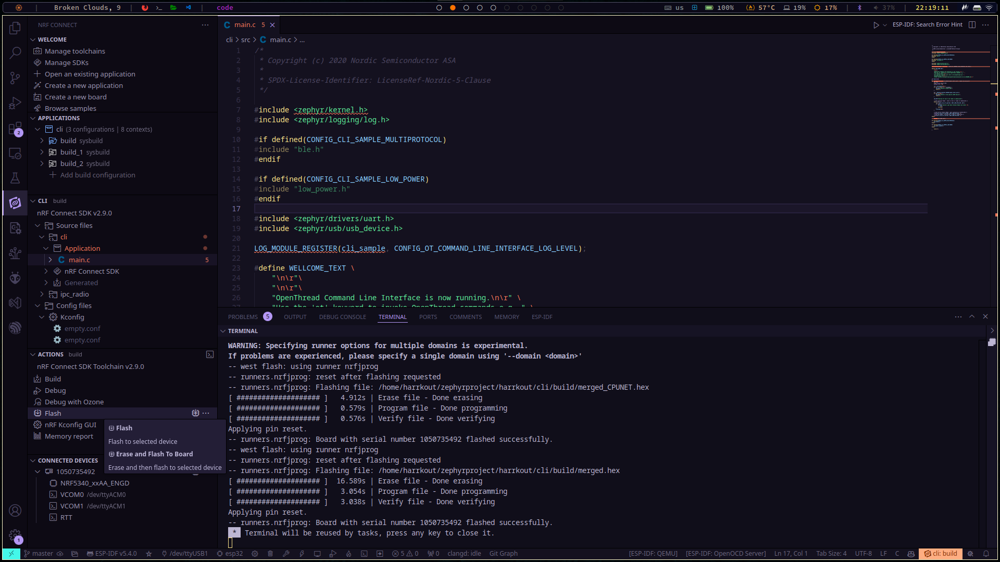 Broken Clouds, 9
code
us
100%
57°C
19%
17%
37%
22:19:11
NRF CONNECT
WELCOME
Manage toolchains
Manage SDKs
Open an existing application
Create a new application
Create a new board
Browse samples
APPLICATIONS
cli (3 configurations | 8 contexts)
build sysbuild
build_1 sysbuild
build_2 sysbuild
Add build configuration
CLI build
nRF Connect SDK v2.9.0
Source files
cli
Application
main.c 5
nRF Connect SDK
Generated
ipc_radio
Config files
Kconfig
empty.conf
empty.conf
ACTIONS build
nRF Connect SDK Toolchain v2.9.0
Build
Debug
Debug with Ozone
Flash
nRF Kconfig GUI
Memory report
Flash
Flash to selected device
Erase and Flash To Board
Erase and then flash to selected device
CONNECTED DEVICES
1050735492
NRF5340_xxAA_ENGD
VCOM0 /dev/ttyACM0
VCOM1 /dev/ttyACM1
RTT
2
1
main.c 5
ESP-IDF: Search Error Hint
cli > src > C main.c > ...
1 /*
2 * Copyright (c) 2020 Nordic Semiconductor ASA
3 *
4 * SPDX-License-Identifier: LicenseRef-Nordic-5-Clause
5 */
6
7 #include <zephyr/kernel.h>
8 #include <zephyr/logging/log.h>
9
10 #if defined(CONFIG_CLI_SAMPLE_MULTIPROTOCOL)
11 #include "ble.h"
12 #endif
13
14 #if defined(CONFIG_CLI_SAMPLE_LOW_POWER)
15 #include "low_power.h"
16 #endif
17
18 #include <zephyr/drivers/uart.h>
19 #include <zephyr/usb/usb_device.h>
20
21 LOG_MODULE_REGISTER(cli_sample, CONFIG_OT_COMMAND_LINE_INTERFACE_LOG_LEVEL);
22
23 #define WELLCOME_TEXT \
24 "\n\r"\
25 "\n\r"\
26 "OpenThread Command Line Interface is now running.\n\r" \
PROBLEMS 5 OUTPUT DEBUG CONSOLE TERMINAL PORTS COMMENTS MEMORY ESP-IDF
TERMINAL
WARNING: Specifying runner options for multiple domains is experimental.
If problems are experienced, please specify a single domain using '--domain <domain>'
-- west flash: using runner nrfjprog
-- runners.nrfjprog: reset after flashing requested
-- runners.nrfjprog: Flashing file: /home/harrkout/zephyrproject/harrkout/cli/build/merged_CPUNET.hex
[ #################### ] 4.912s | Erase file - Done erasing
[ #################### ] 0.579s | Program file - Done programming
[ #################### ] 0.576s | Verify file - Done verifying
Applying pin reset.
-- runners.nrfjprog: Board with serial number 1050735492 flashed successfully.
-- west flash: using runner nrfjprog
-- runners.nrfjprog: reset after flashing requested
-- runners.nrfjprog: Flashing file: /home/harrkout/zephyrproject/harrkout/cli/build/merged.hex
[ #################### ] 16.589s | Erase file - Done erasing
[ #################### ] 3.054s | Program file - Done programming
[ #################### ] 3.038s | Verify file - Done verifying
Applying pin reset.
-- runners.nrfjprog: Board with serial number 1050735492 flashed successfully.
* Terminal will be reused by tasks, press any key to close it.
master ESP-IDF v5.4.0 /dev/ttyUSB1 esp32 5 0 0 clangd: idle Git Graph [ESP-IDF: QEMU] [ESP-IDF: OpenOCD Server] Ln 17, Col 1 Tab Size: 4 UTF-8 LF C cli: build